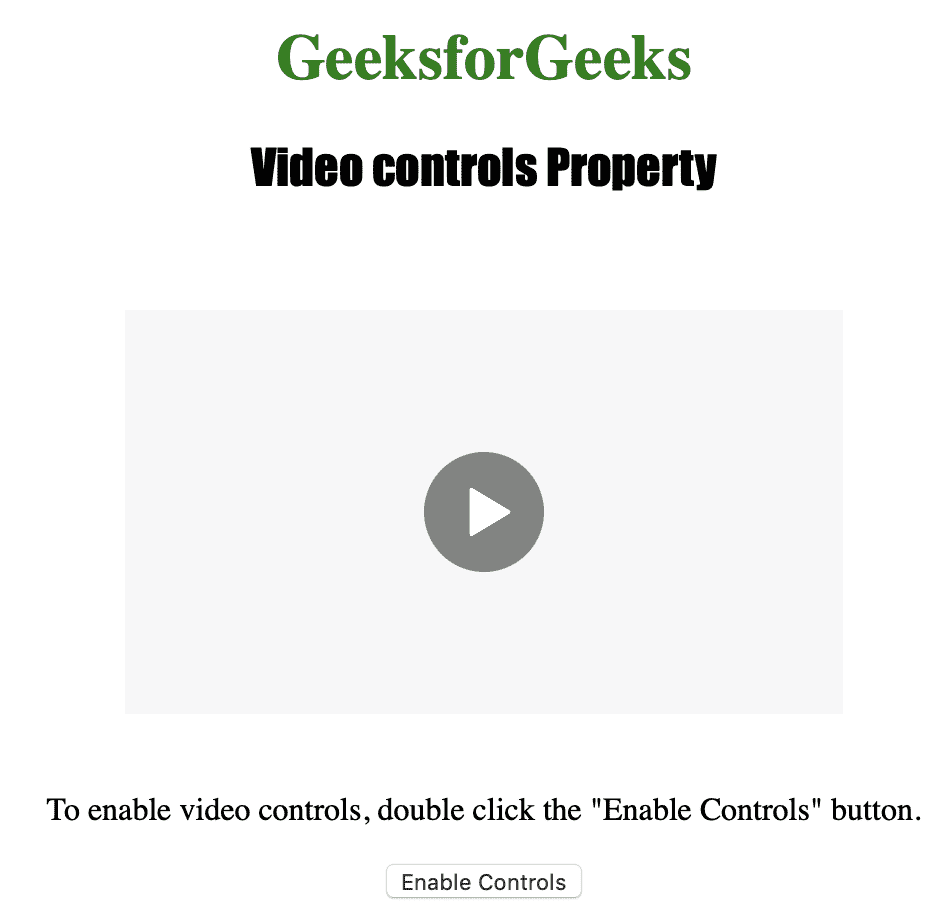 GeeksforGeeks
Video controls Property
To enable video controls, double click the "Enable Controls" button.
Enable Controls